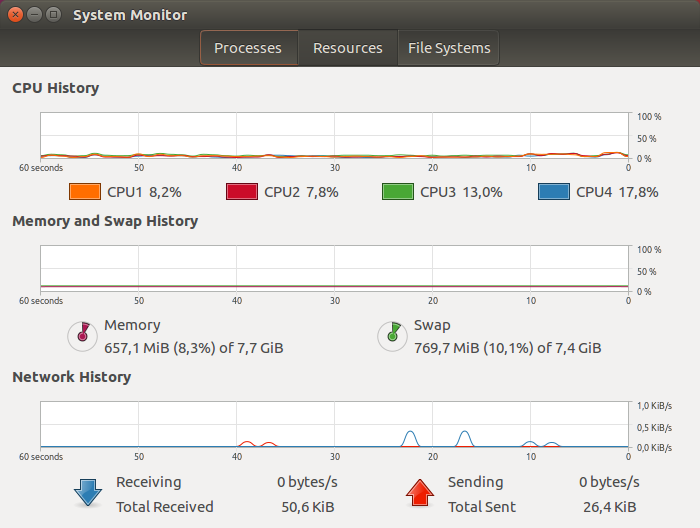 System Monitor
Processes Resources File Systems
CPU History
100 %
50 %
0 %
60 seconds 50 40 30 20 10 0
CPU1 8,2% CPU2 7,8% CPU3 13,0% CPU4 17,8%
Memory and Swap History
100 %
50 %
0 %
60 seconds 50 40 30 20 10 0
Memory Swap
657,1 MiB (8,3%) of 7,7 GiB 769,7 MiB (10,1%) of 7,4 GiB
Network History
1,0 KiB/s
0,5 KiB/s
0,0 KiB/s
60 seconds 50 40 30 20 10 0
Receiving 0 bytes/s Sending 0 bytes/s
Total Received 50,6 KiB Total Sent 26,4 KiB